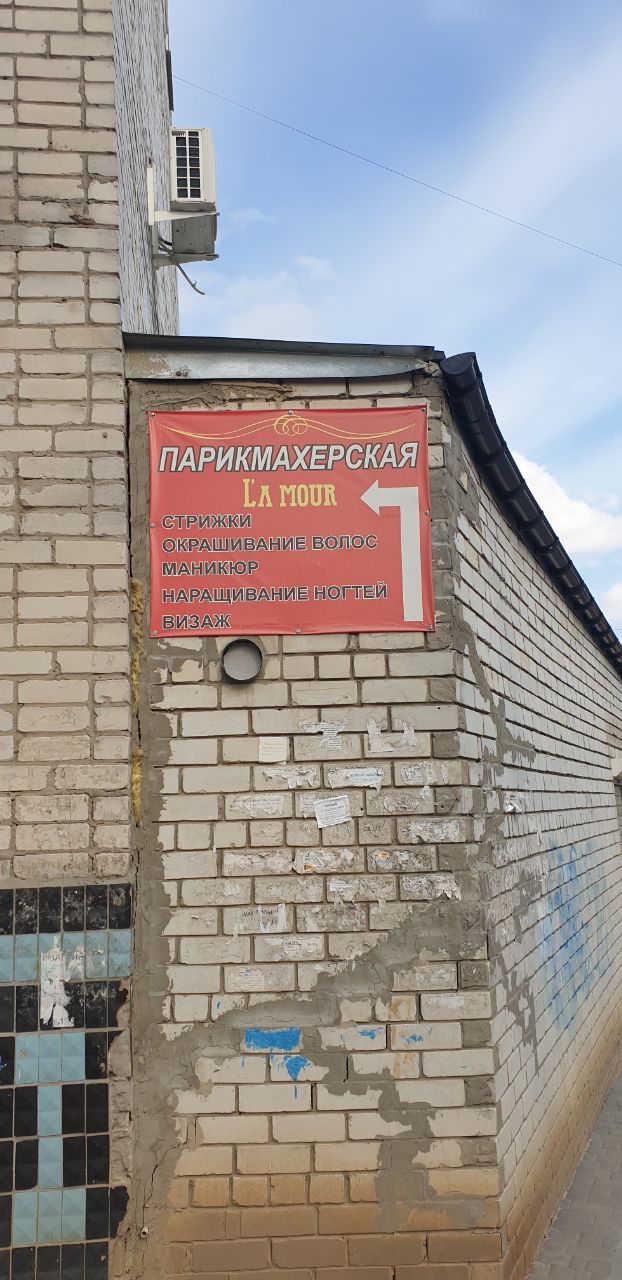 ПАРИКМАХЕРСКАЯ
L'A MOUR
СТРИЖКИ
ОКРАШИВАНИЕ ВОЛОС
МАНИКЮР
НАРАЩИВАНИЕ НОГТЕЙ
ВИЗАЖ